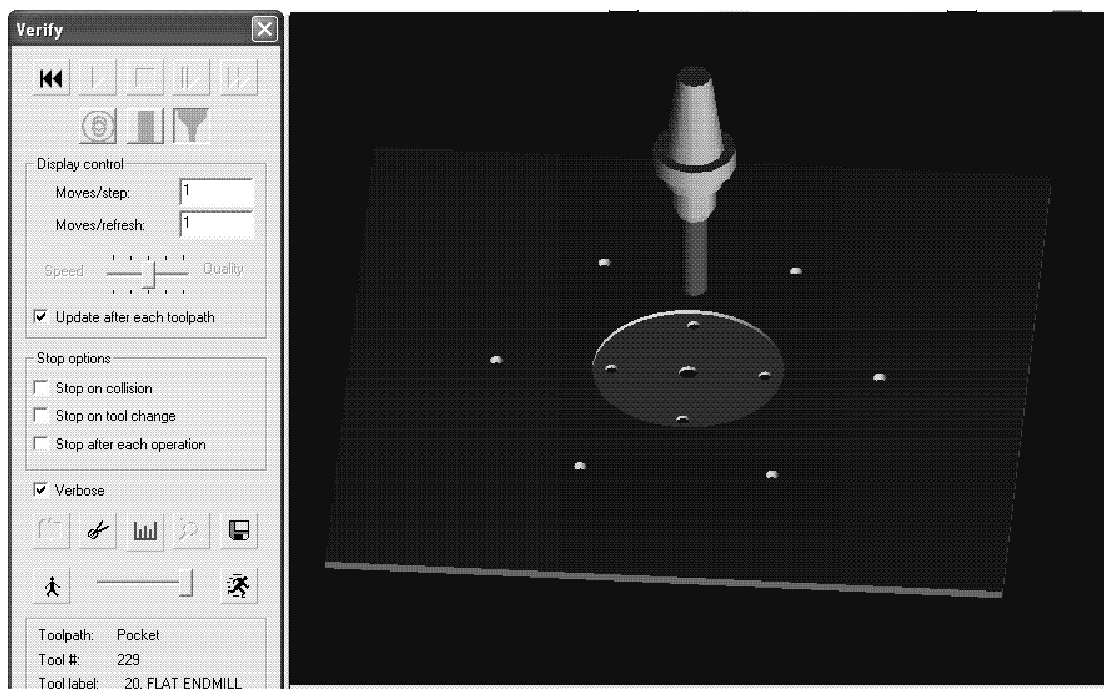 Verify
Display control
Moves/step: 1
Moves/refresh: 1
Speed Quality
Update after each toolpath
Stop options
Stop on collision
Stop on tool change
Stop after each operation
Verbose
Toolpath: Pocket
Tool #: 229
Tool label: 20. FLAT ENDMILL